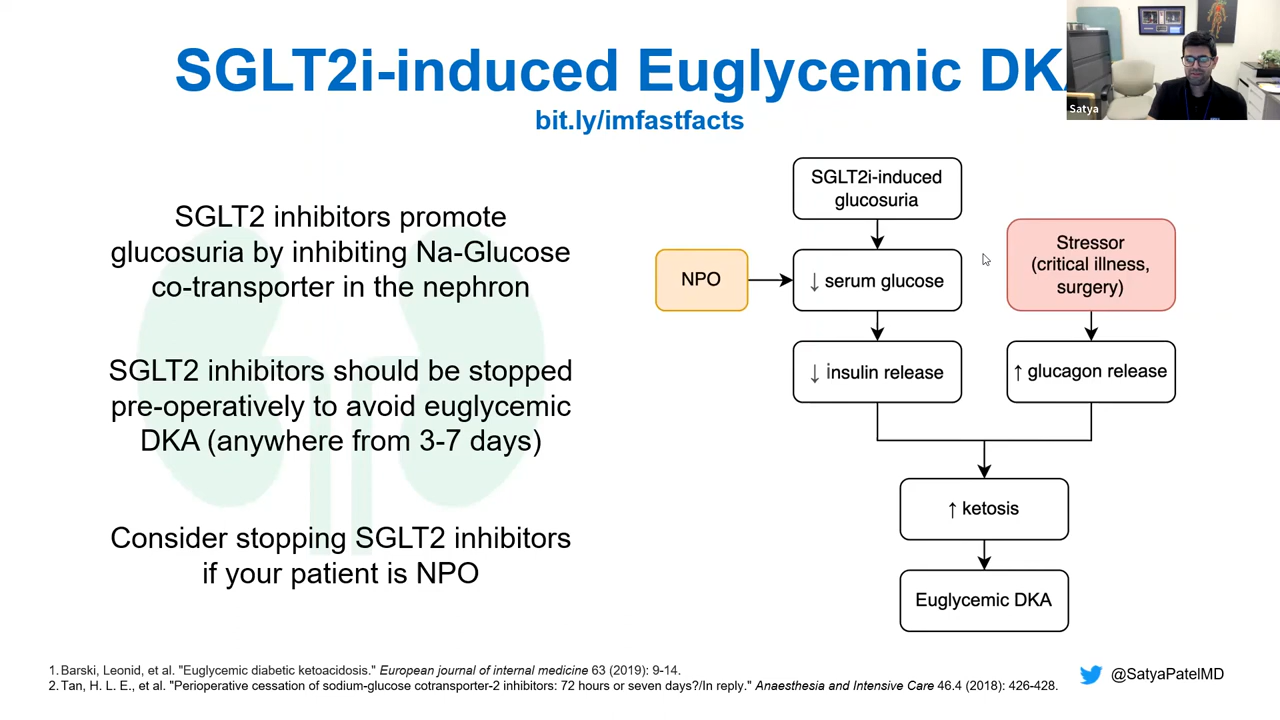 SGLT2i-induced Euglycemic DK
bit.ly/imfastfacts
Satya
SGLT2 inhibitors promote
glucosuria by inhibiting Na-Glucose
co-transporter in the nephron
SGLT2 inhibitors should be stopped
pre-operatively to avoid euglycemic
DKA (anywhere from 3-7 days)
Consider stopping SGLT2 inhibitors
if your patient is NPO
SGLT2i-induced
glucosuria
NPO
↓ serum glucose
Stressor
(critical illness,
surgery)
↓ insulin release
↑ glucagon release
↑ ketosis
Euglycemic DKA
1. Barski, Leonid, et al. "Euglycemic diabetic ketoacidosis." European journal of internal medicine 63 (2019): 9-14.
2. Tan, H. L. E., et al. "Perioperative cessation of sodium-glucose cotransporter-2 inhibitors: 72 hours or seven days?/In reply." Anaesthesia and Intensive Care 46.4 (2018): 426-428.
@SatyaPatelMD